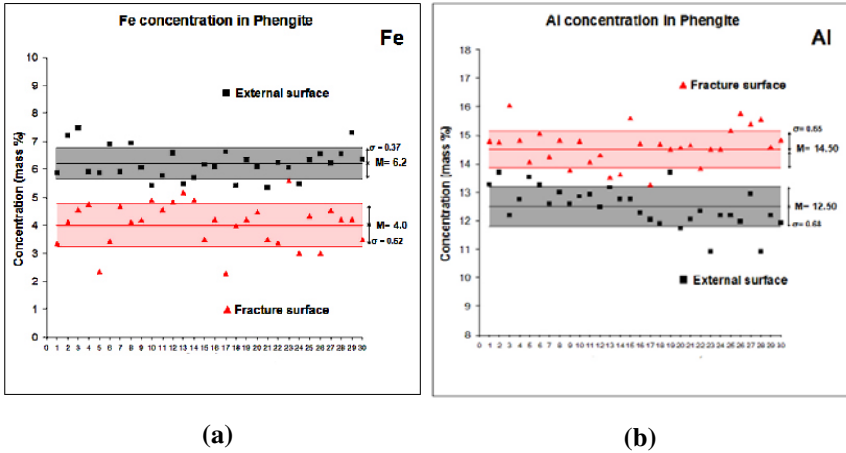 Fe concentration in Phengite
Fe
Concentration (mass %)
10
9
8
7
6
5
4
3
2
1
0
External surface
σ = 0.37
M= 6.2
M= 4.0
σ = 0.52
Fracture surface
0 1 2 3 4 5 6 7 8 9 10 11 12 13 14 15 16 17 18 19 20 21 22 23 24 25 26 27 28 29 30
(a)
Al concentration in Phengite
Al
Concentration (mass %)
18
17
16
15
14
13
12
11
10
9
8
Fracture surface
M= 14.50
M= 12.50
External surface
0 1 2 3 4 5 6 7 8 9 10 11 12 13 14 15 16 17 18 19 20 21 22 23 24 25 26 27 28 29 30
(b)